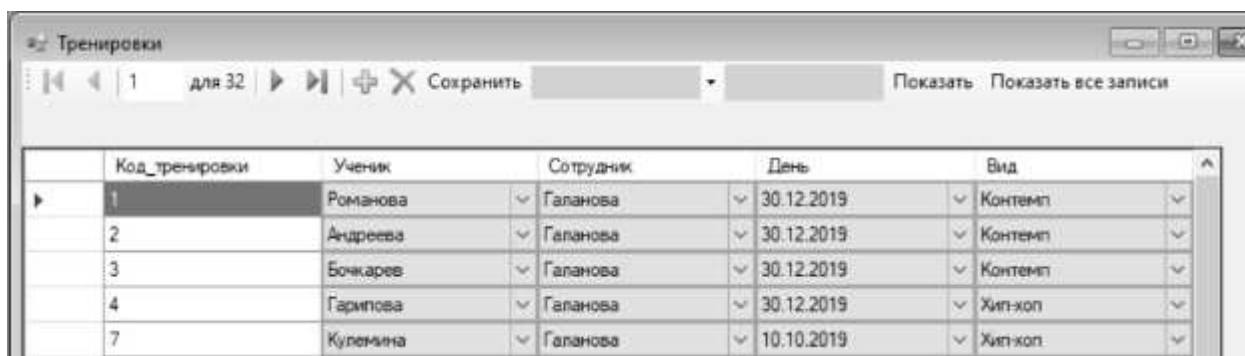 Тренировки
1 для 32 Сохранить Показать Показать все записи
Код_тренировки Ученик Сотрудник День Вид
1 Романова Галанова 30.12.2019 Контемп
2 Андреева Галанова 30.12.2019 Контемп
3 Бочкарев Галанова 30.12.2019 Контемп
4 Гарипова Галанова 30.12.2019 Хип-хоп
7 Кулемина Галанова 10.10.2019 Хип-хоп